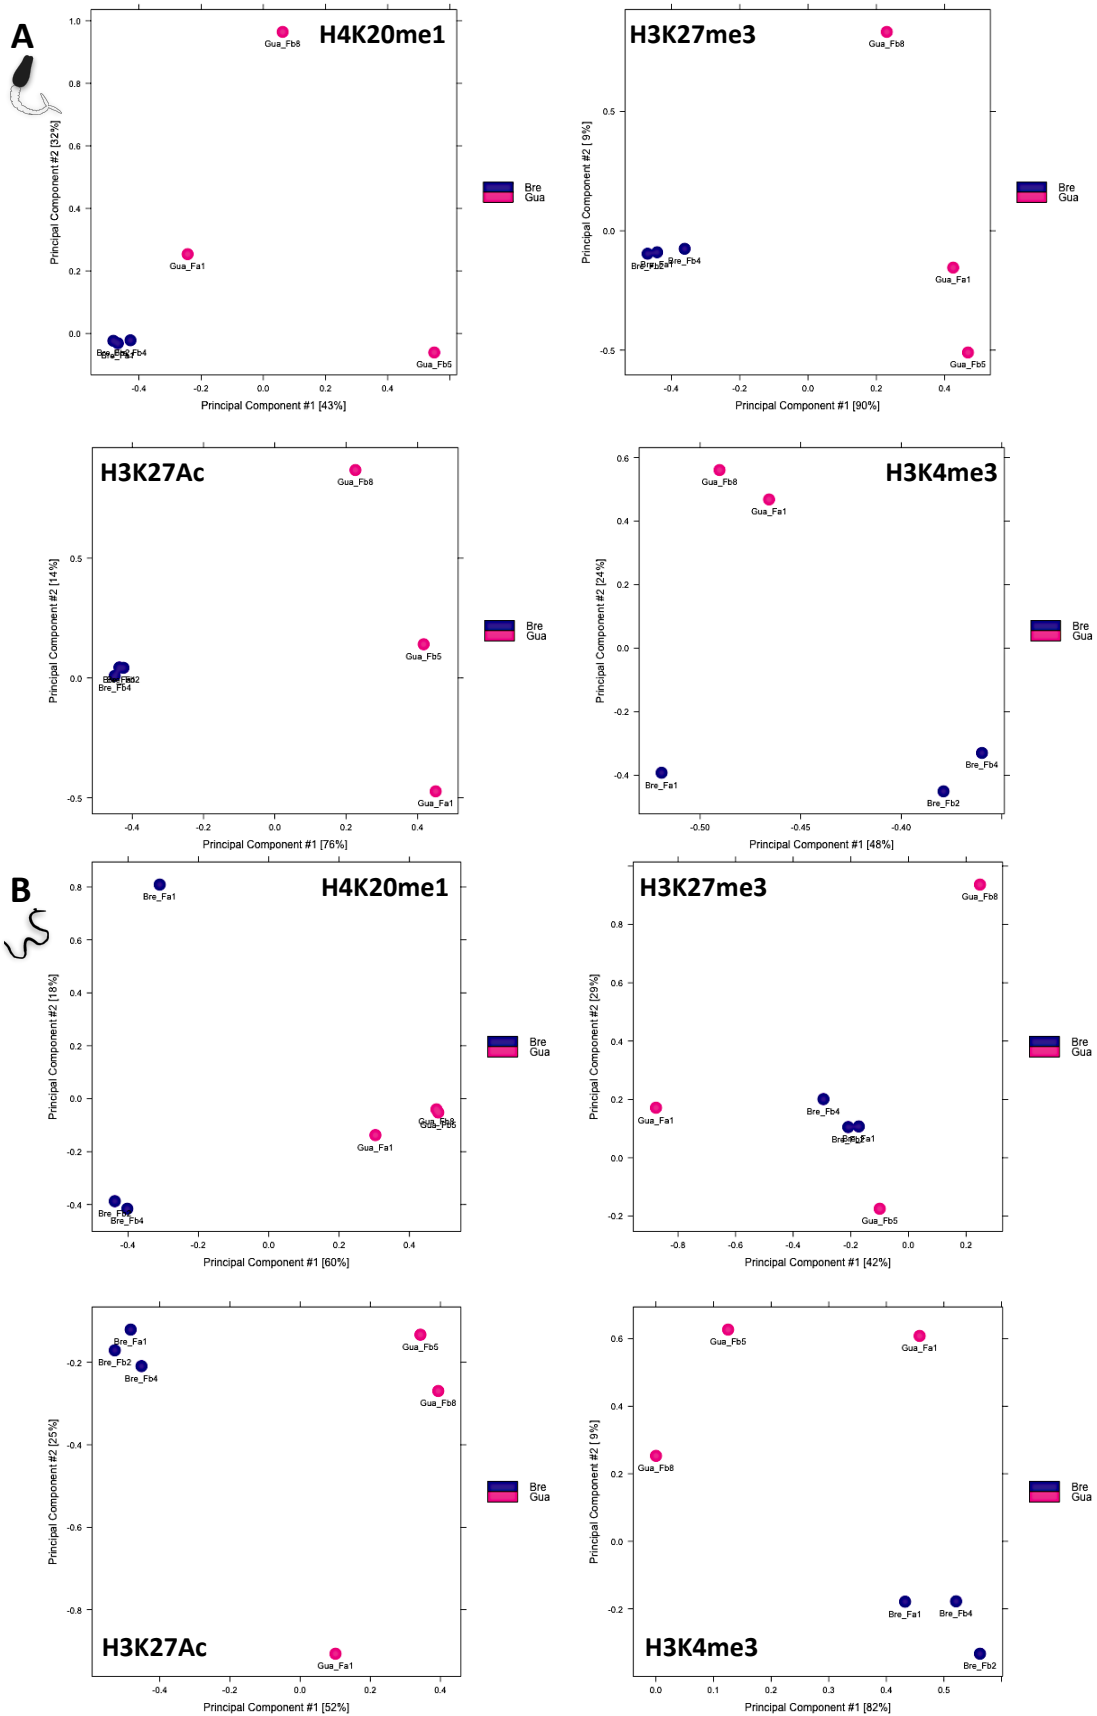 A
H4K20me1
1.0
0.8
0.6
0.4
0.2
0.0
Principal Component #2 [32%]
Gua_Fb8
Gua_Fa1
Bre_Fb4
Gua_Fb5
-0.4
-0.2
0.0
0.2
0.4
Principal Component #1 [43%]
Bre
Gua
H3K27me3
0.5
0.0
-0.5
Principal Component #2 [ 9%]
Gua_Fb8
Bre_Fb2
Bre_Fa1
Bre_Fb4
Gua_Fa1
Gua_Fb5
-0.4
-0.2
0.0
0.2
0.4
Principal Component #1 [90%]
Bre
Gua
H3K27Ac
0.5
0.0
-0.5
Principal Component #2 [14%]
Gua_Fb8
Gua_Fb5
Bre_Fb4
Gua_Fa1
-0.4
-0.2
0.0
0.2
0.4
Principal Component #1 [76%]
Bre
Gua
H3K4me3
0.6
0.4
0.2
0.0
-0.2
-0.4
Principal Component #2 [24%]
Gua_Fb8
Gua_Fa1
Bre_Fb4
Bre_Fa1
Bre_Fb2
-0.50
-0.45
-0.40
Principal Component #1 [48%]
Bre
Gua
B
H4K20me1
0.8
0.6
0.4
0.2
0.0
-0.2
-0.4
Principal Component #2 [18%]
Bre_Fa1
Gua_Fb8
Gua_Fb5
Gua_Fa1
Bre_Fb2
Bre_Fb4
-0.4
-0.2
0.0
0.2
0.4
Principal Component #1 [60%]
Bre
Gua
H3K27me3
0.8
0.6
0.4
0.2
0.0
-0.2
Principal Component #2 [29%]
Gua_Fb8
Gua_Fa1
Bre_Fb4
Bre_Fb2
Bre_Fa1
Gua_Fb5
-0.8
-0.6
-0.4
-0.2
0.0
0.2
Principal Component #1 [42%]
Bre
Gua
H3K27Ac
-0.2
-0.4
-0.6
-0.8
Principal Component #2 [25%]
Bre_Fa1
Bre_Fb2
Bre_Fb4
Gua_Fb5
Gua_Fb8
Gua_Fa1
-0.4
-0.2
0.0
0.2
0.4
Principal Component #1 [52%]
Bre
Gua
H3K4me3
0.6
0.4
0.2
0.0
-0.2
Principal Component #2 [ 9%]
Gua_Fb5
Gua_Fa1
Gua_Fb8
Bre_Fa1
Bre_Fb4
Bre_Fb2
0.0
0.1
0.2
0.3
0.4
0.5
Principal Component #1 [82%]
Bre
Gua